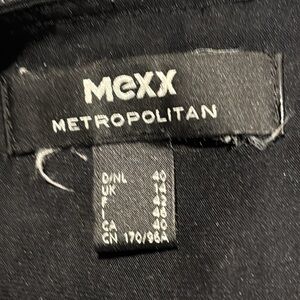 Mexx
METROPOLITAN
D/NL 40
UK 14
F 42
I 46
CA 40
CN 170/96A